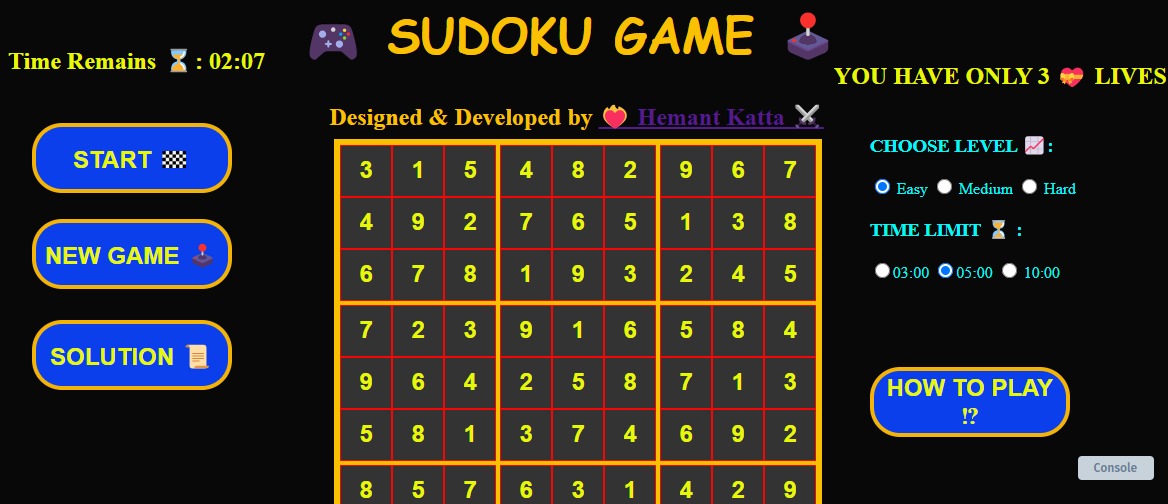 SUDOKU GAME
Time Remains ⏳ : 02:07
YOU HAVE ONLY 3 💝 LIVES
Designed & Developed by ❤️ Hemant Katta ⚔️
START 🏁
NEW GAME 🕹️
SOLUTION 📜
3 1 5 4 8 2 9 6 7
4 9 2 7 6 5 1 3 8
6 7 8 1 9 3 2 4 5
7 2 3 9 1 6 5 8 4
9 6 4 2 5 8 7 1 3
5 8 1 3 7 4 6 9 2
8 5 7 6 3 1 4 2 9
CHOOSE LEVEL 📈 :
Easy Medium Hard
TIME LIMIT ⏳ :
03:00 05:00 10:00
HOW TO PLAY
⁉
Console